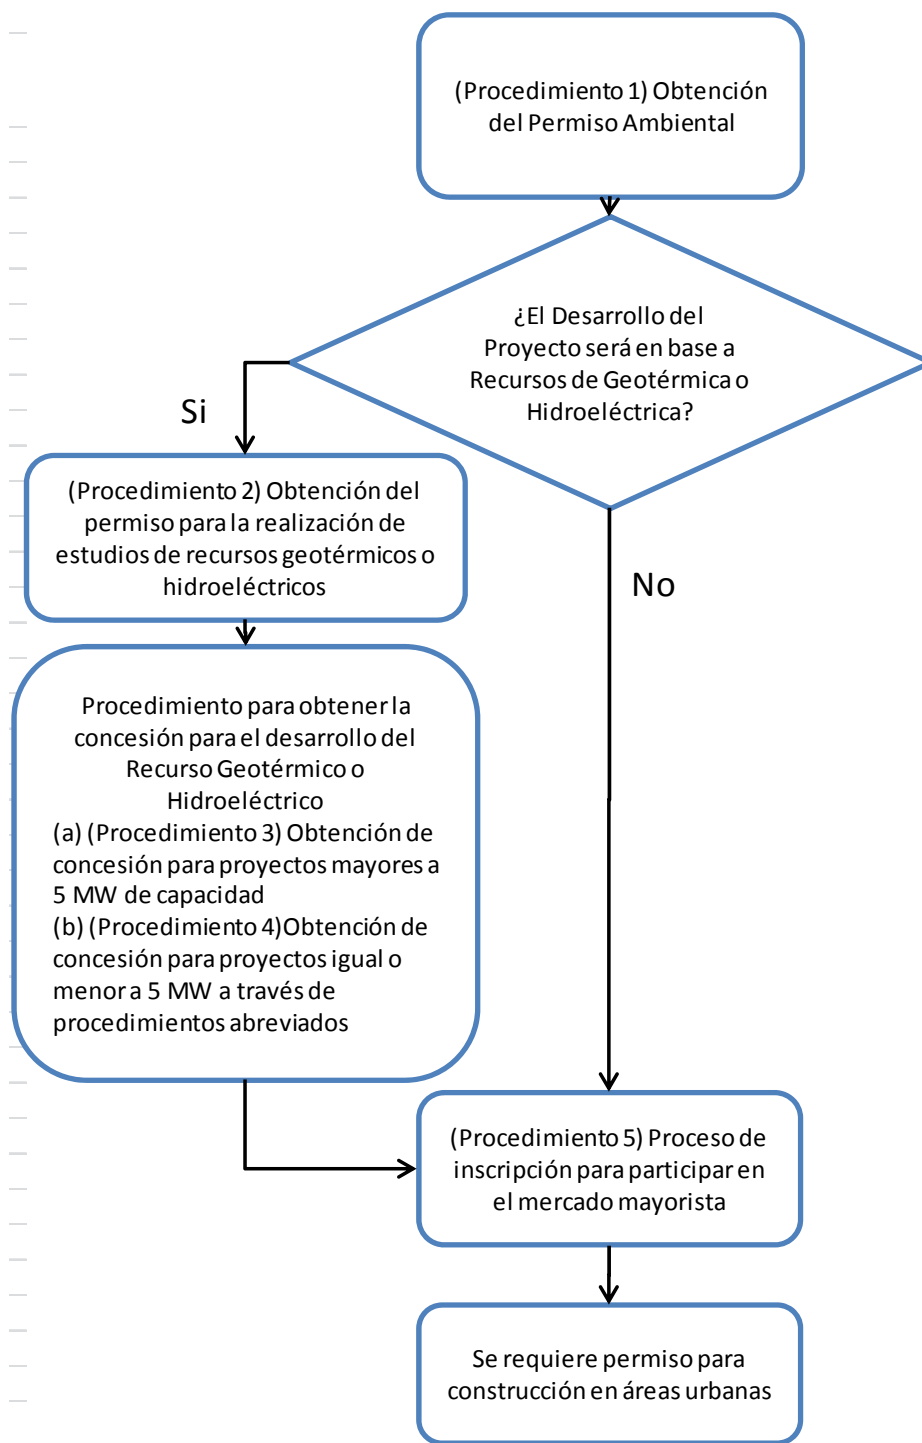 (Procedimiento 1) Obtención
del Permiso Ambiental
¿El Desarrollo del
Proyecto será en base a
Recursos de Geotérmica o
Hidroeléctrica?
Si
(Procedimiento 2) Obtención del
permiso para la realización de
estudios de recursos geotérmicos o
hidroeléctricos
No
Procedimiento para obtener la
concesión para el desarrollo del
Recurso Geotérmico o
Hidroeléctrico
(a) (Procedimiento 3) Obtención de
concesión para proyectos mayores a
5 MW de capacidad
(b) (Procedimiento 4)Obtención de
concesión para proyectos igual o
menor a 5 MW a través de
procedimientos abreviados
(Procedimiento 5) Proceso de
inscripción para participar en
el mercado mayorista
Se requiere permiso para
construcción en áreas urbanas